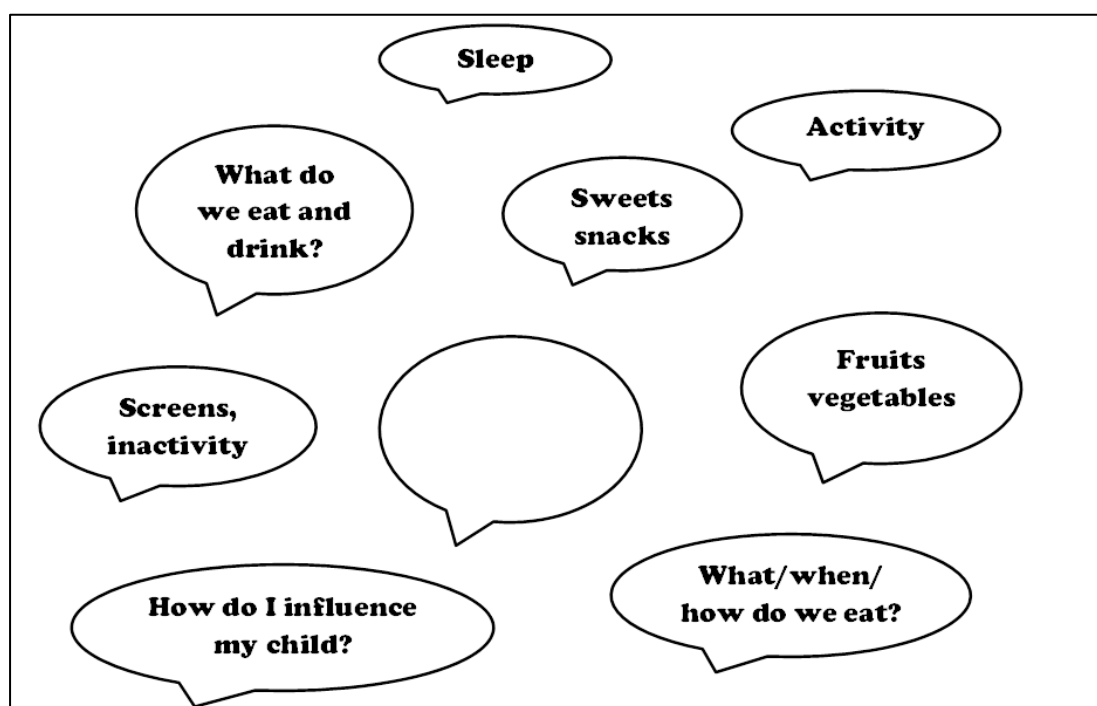 Sleep
Activity
What do
we eat and
drink?
Sweets
snacks
Fruits
vegetables
Screens,
inactivity
What/when/
how do we eat?
How do I influence
my child?